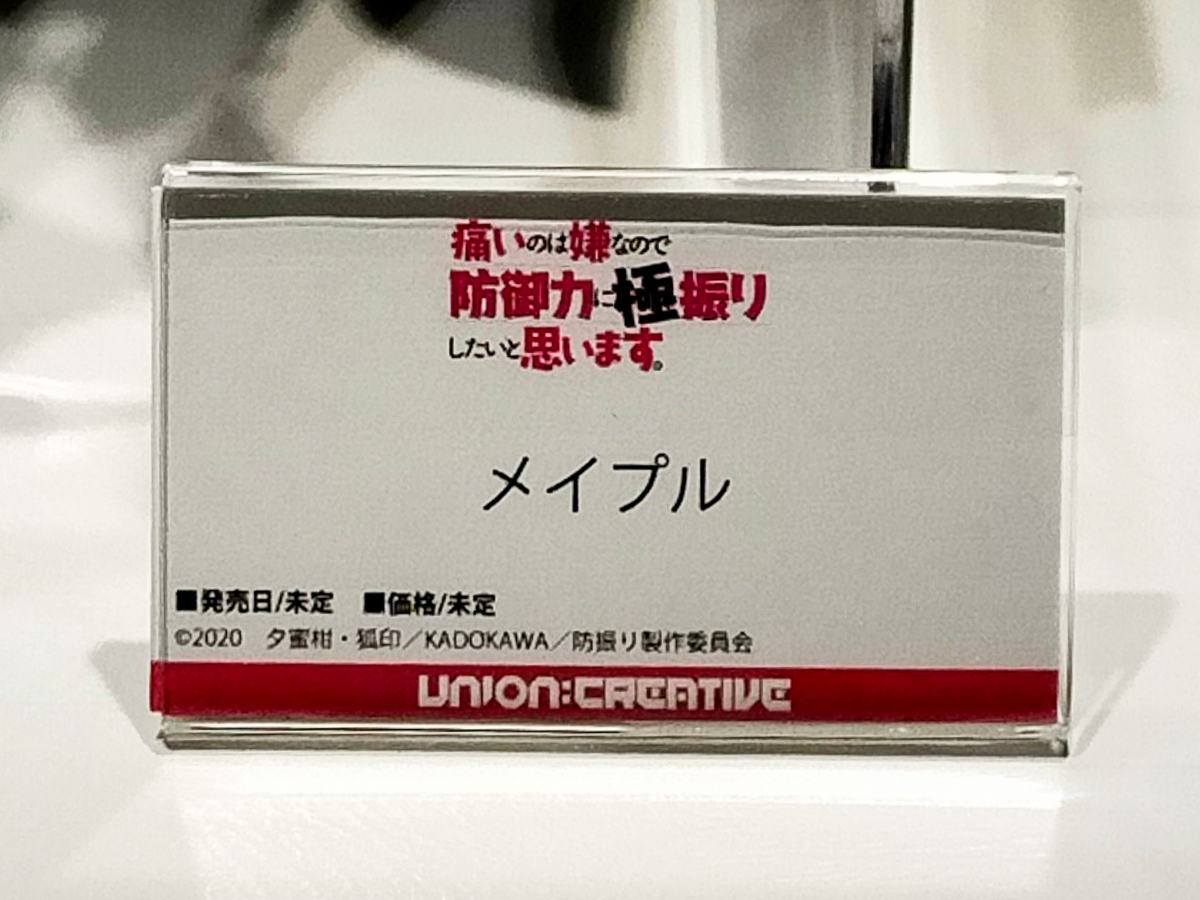 痛いのは嫌なので
防御力に極振り
したいと思います。
メイプル
■発売日/未定　■価格/未定
©2020　夕蜜柑・狐印／KADOKAWA／防振り製作委員会
UNION:CREATIVE